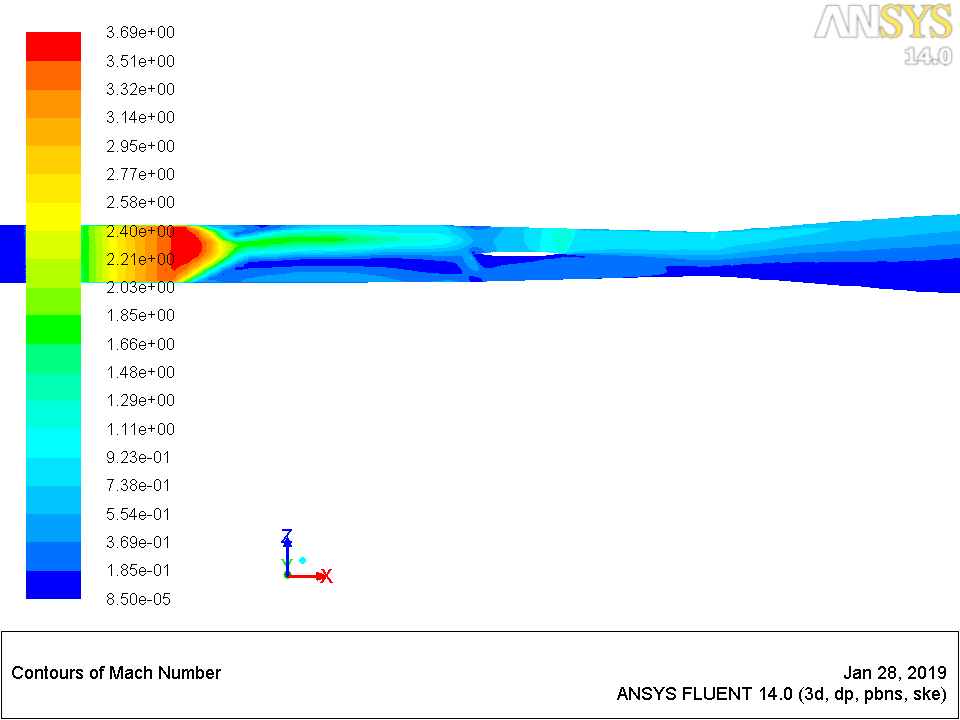 ANSYS
14.0
3.69e+00
3.51e+00
3.32e+00
3.14e+00
2.95e+00
2.77e+00
2.58e+00
2.40e+00
2.21e+00
2.03e+00
1.85e+00
1.66e+00
1.48e+00
1.29e+00
1.11e+00
9.23e-01
7.38e-01
5.54e-01
3.69e-01
1.85e-01
8.50e-05
Z
Y
X
Contours of Mach Number
Jan 28, 2019
ANSYS FLUENT 14.0 (3d, dp, pbns, ske)